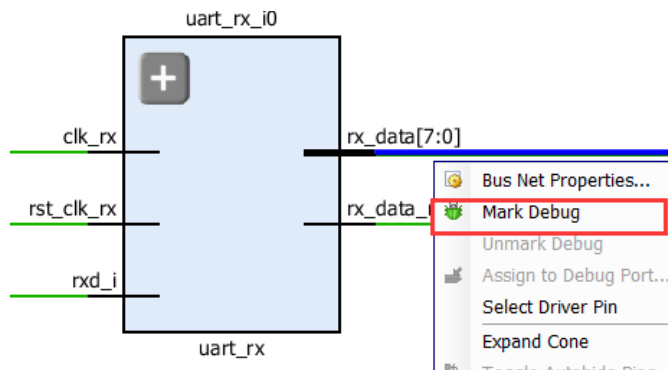 uart_rx_i0
clk_rx
rx_data[7:0]
Bus Net Properties...
rst_clk_rx
Mark Debug
Unmark Debug
rxd_i
Assign to Debug Port...
Select Driver Pin
uart_rx
Expand Cone